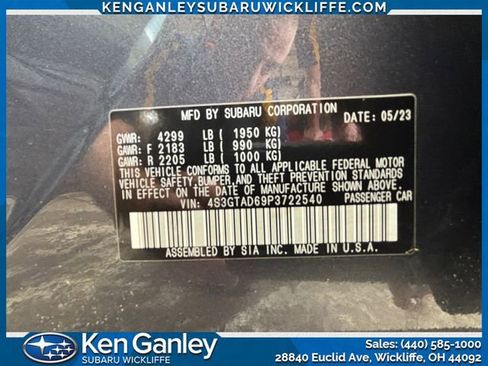 KENGANLEYSUBARUWICKLIFFE.COM
MFD BY SUBARU CORPORATION DATE 05/23
GVWR: 4299 LB ( 1950 KG)
GAWR: F 2183 LB ( 990 KG)
GAWR: R 2205 LB ( 1000 KG)
THIS VEHICLE CONFORMS TO ALL APPLICABLE FEDERAL MOTOR
VEHICLE SAFETY, BUMPER, AND THEFT PREVENTION STANDARDS
IN EFFECT ON THE DATE OF MANUFACTURE SHOWN ABOVE.
VIN: 4S3GTAD69P3722540 PASSENGER CAR
ASSEMBLED BY SIA INC. MADE IN U.S.A.
Ken Ganley
SUBARU WICKLIFFE
Sales: (440) 585-1000
28840 Euclid Ave, Wickliffe, OH 44092